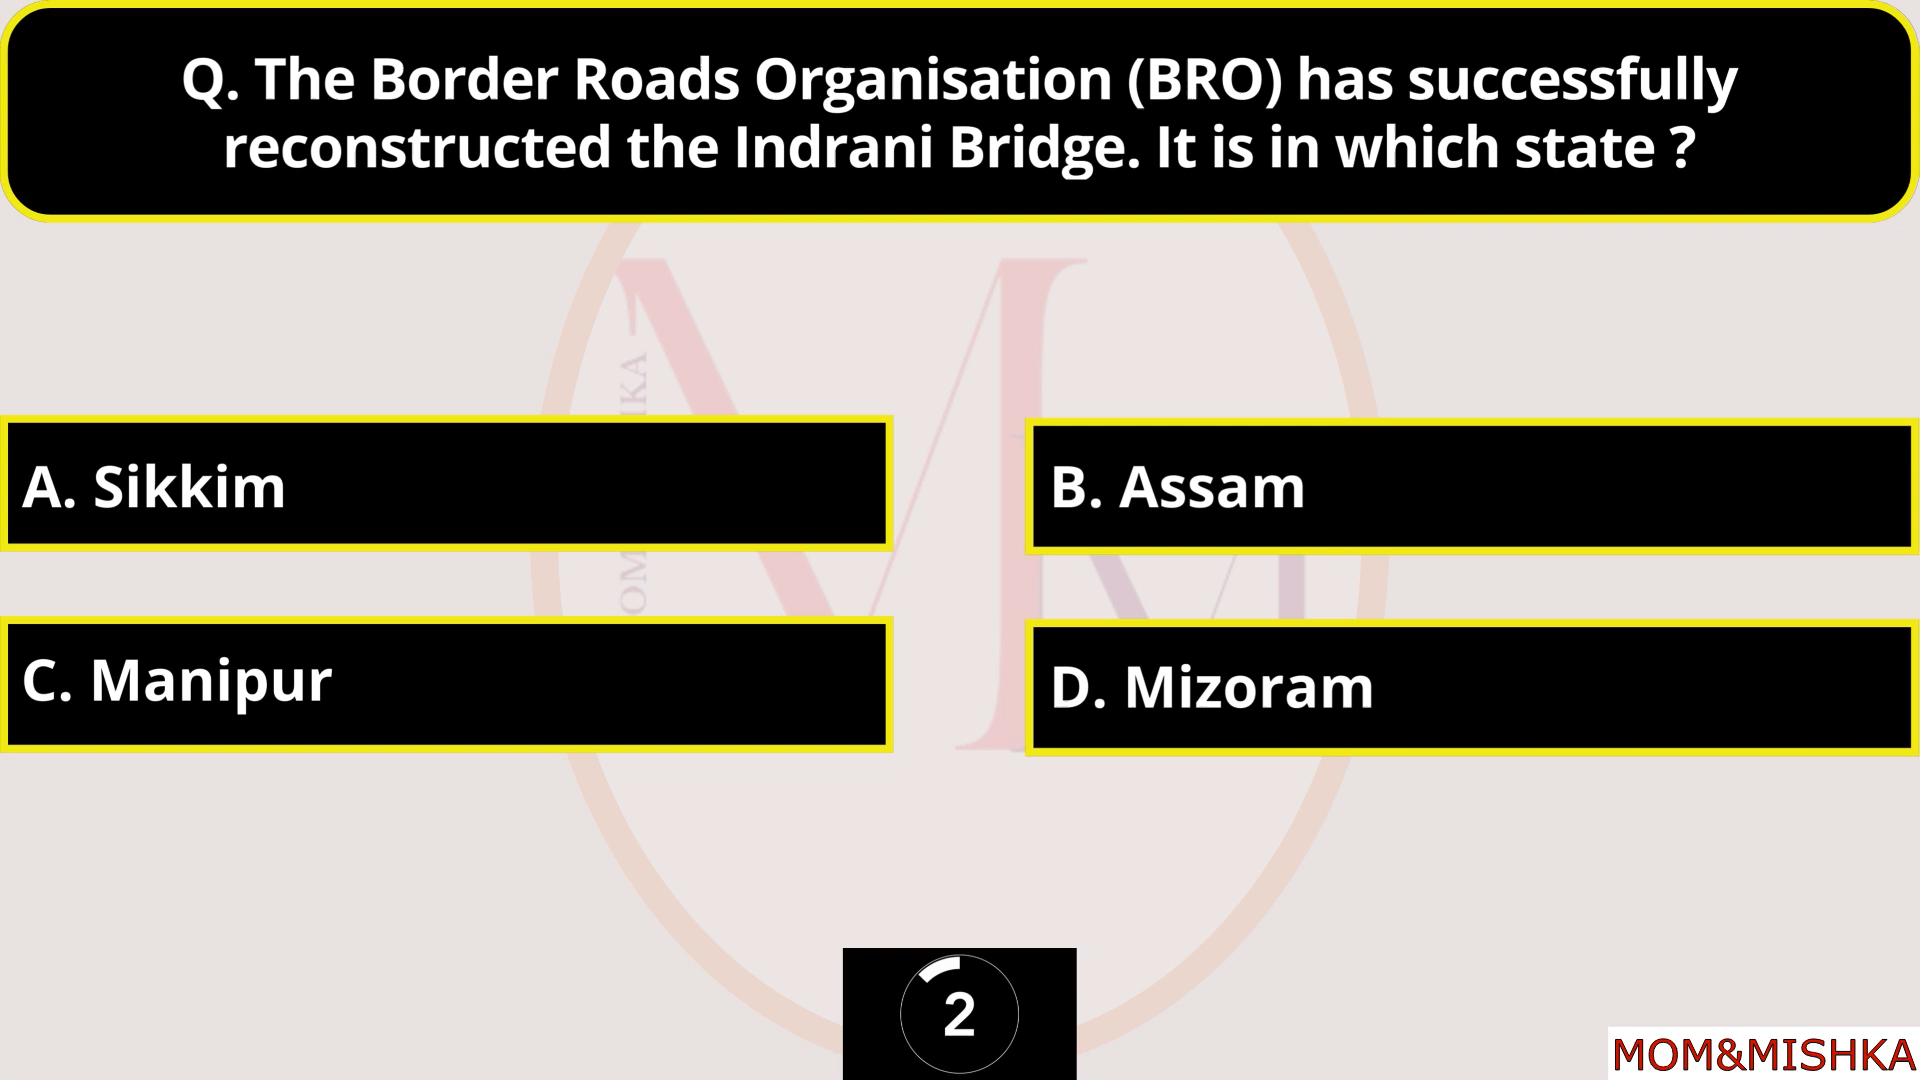 Q. The Border Roads Organisation (BRO) has successfully
reconstructed the Indrani Bridge. It is in which state ?
A. Sikkim
B. Assam
C. Manipur
D. Mizoram
2
MOM&MISHKA